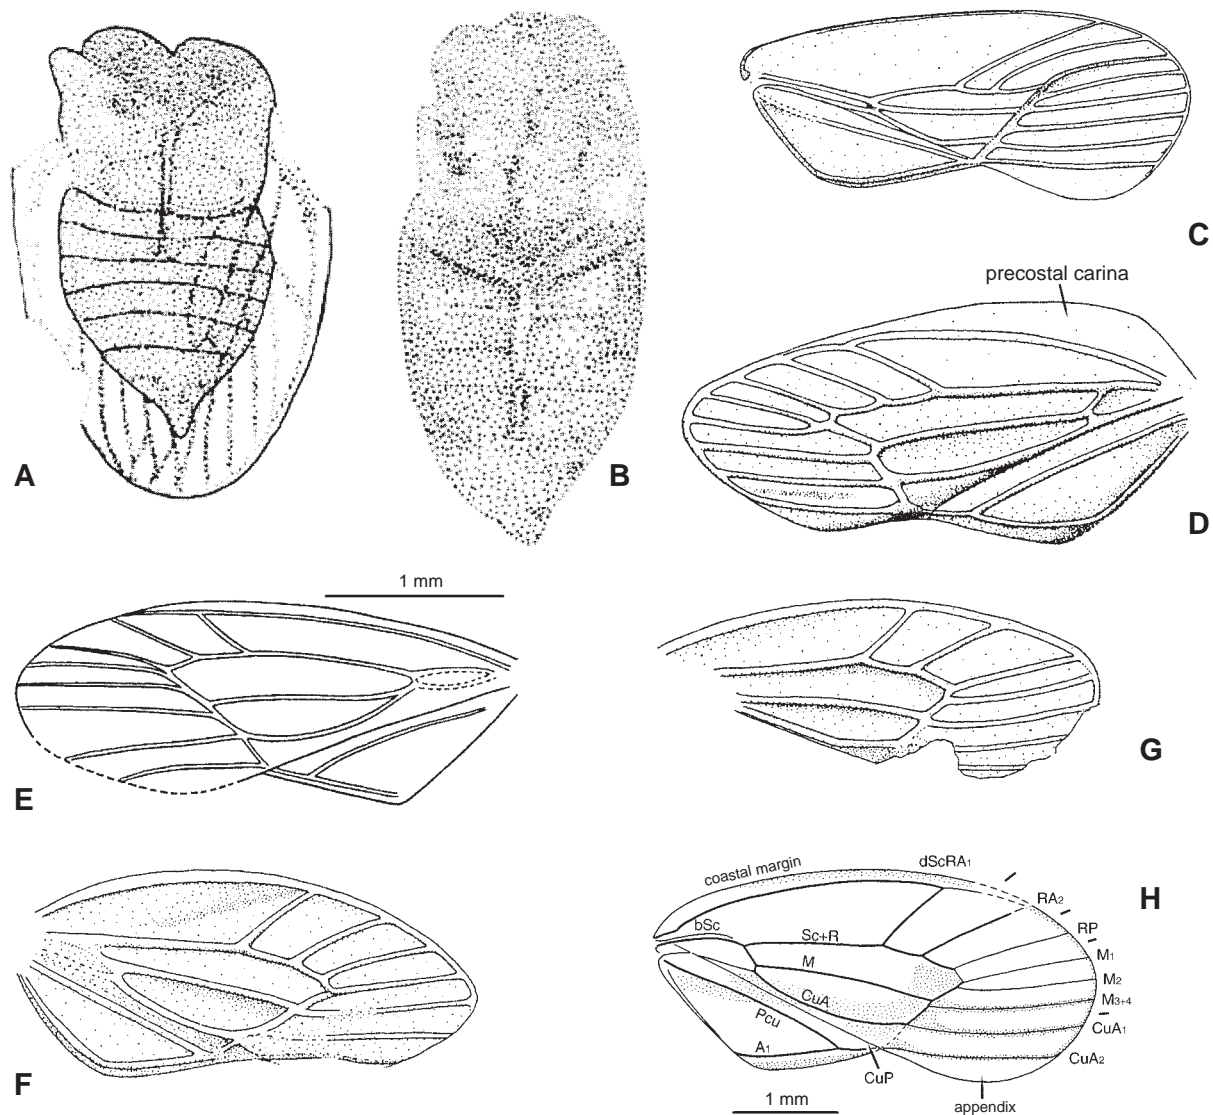 C
precostal carina
A
B
D
1 mm
G
E
coastal margin
dScRA1
H
RA2
bSc
RP
Sc+R
M1
M
M2
CuA
M3+4
Pcu
CuA1
A1
CuA2
F
CuP
1 mm
appendix